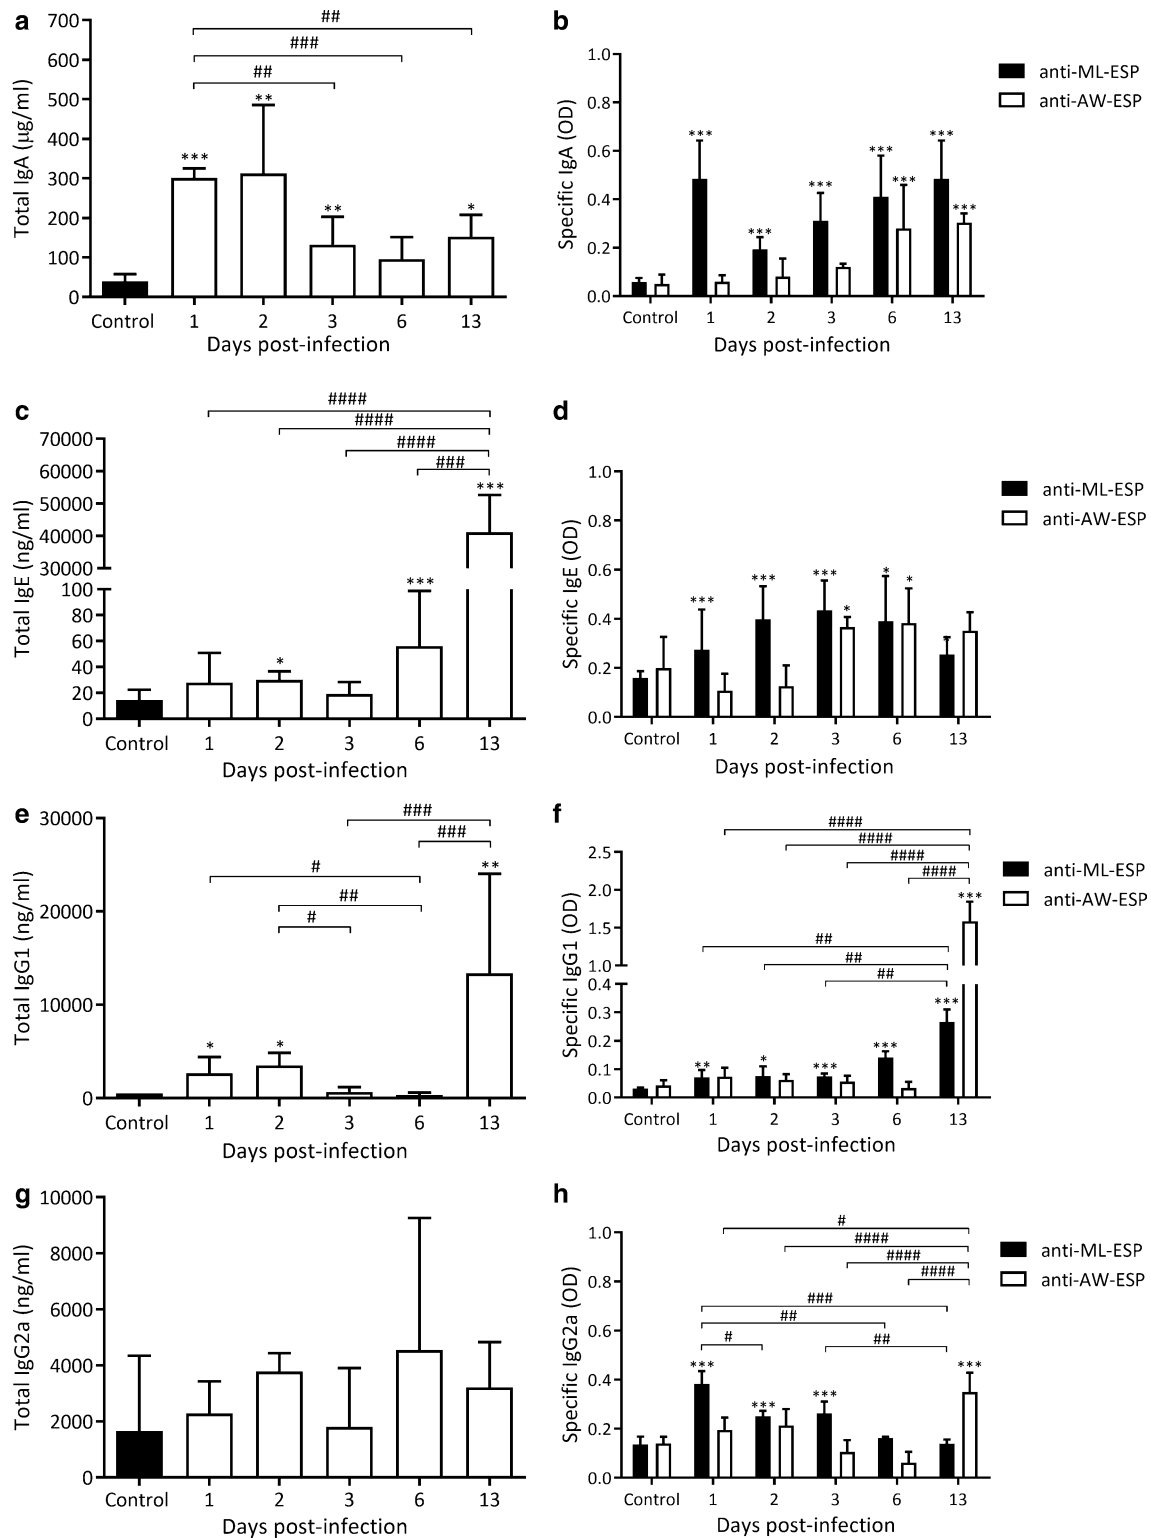 a
Total IgA (µg/ml)
700
600
500
400
300
200
100
0
##
###
##
***
**
**
*
Control 1 2 3 6 13
Days post-infection
b
Specific IgA (OD)
1.0
0.8
0.6
0.4
0.2
0.0
***
***
***
***
***
***
***
Control 1 2 3 6 13
Days post-infection
anti-ML-ESP
anti-AW-ESP
c
Total IgE (ng/ml)
70000
60000
50000
40000
30000
100
80
60
40
20
0
####
####
####
###
***
***
*
Control 1 2 3 6 13
Days post-infection
d
Specific IgE (OD)
1.0
0.8
0.6
0.4
0.2
0.0
***
***
***
*
*
*
*
Control 1 2 3 6 13
Days post-infection
anti-ML-ESP
anti-AW-ESP
e
Total IgG1 (ng/ml)
30000
20000
10000
0
###
###
#
##
#
**
*
*
Control 1 2 3 6 13
Days post-infection
f
Specific IgG1 (OD)
2.5
2.0
1.5
1.0
0.4
0.3
0.2
0.1
0.0
####
####
####
####
##
##
##
***
***
**
*
***
***
Control 1 2 3 6 13
Days post-infection
anti-ML-ESP
anti-AW-ESP
g
Total IgG2a (ng/ml)
10000
8000
6000
4000
2000
0
Control 1 2 3 6 13
Days post-infection
h
Specific IgG2a (OD)
1.0
0.8
0.6
0.4
0.2
0.0
#
####
####
####
###
##
#
##
***
***
***
***
Control 1 2 3 6 13
Days post-infection
anti-ML-ESP
anti-AW-ESP